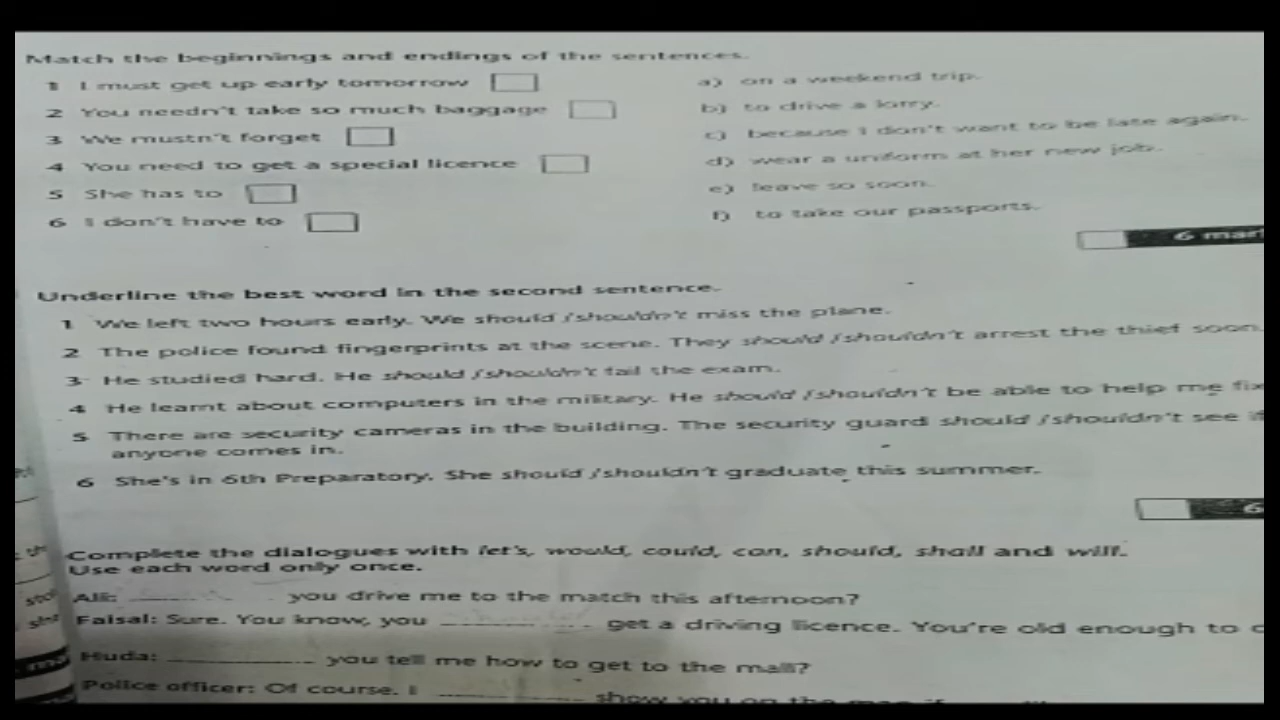 Match the beginnings and endings of the sentences.
1 I must get up early tomorrow
a) on a weekend trip.
2 You needn't take so much baggage
b) to drive a lorry.
3 We mustn't forget
c) because I don't want to be late again.
4 You need to get a special licence
d) wear a uniform at her new job.
5 She has to
e) leave so soon.
6 I don't have to
f) to take our passports.
6
Underline the best word in the second sentence.
1 We left two hours early. We should / shouldn't miss the plane.
2 The police found fingerprints at the scene. They should / shouldn't arrest the thief soon.
3 He studied hard. He should / shouldn't fail the exam.
4 He learnt about computers in the military. He should / shouldn't be able to help me fix
5 There are security cameras in the building. The security guard should / shouldn't see if
anyone comes in.
6 She's in 6th Preparatory. She should / shouldn't graduate this summer.
6
Complete the dialogues with let's, would, could, can, should, shall and will.
Use each word only once.
Ali: you drive me to the match this afternoon?
Faisal: Sure. You know, you get a driving licence. You're old enough to
Huda: you tell me how to get to the mall?
Police officer: Of course. I show you on the map